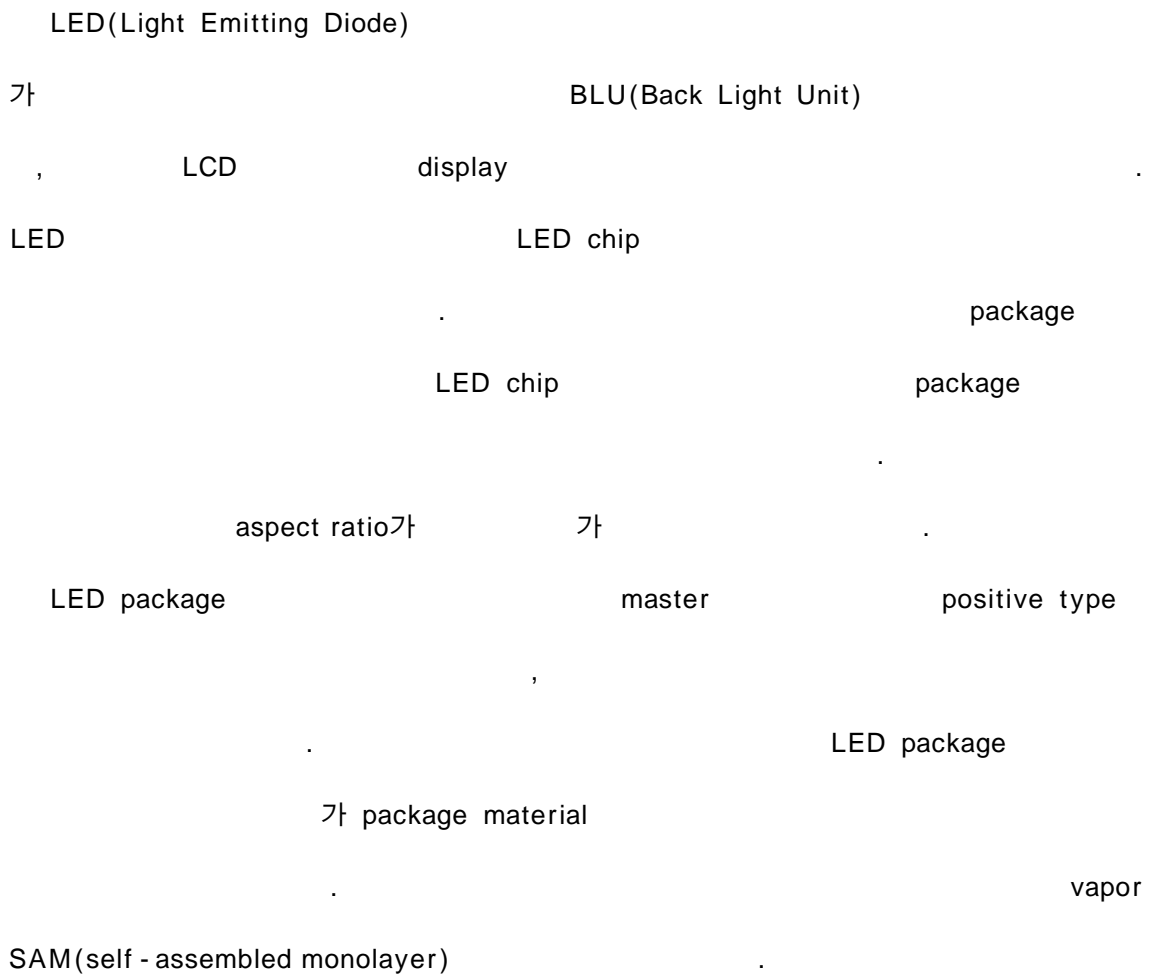 LED(Light Emitting Diode)
가 BLU(Back Light Unit)
, LCD display .
LED LED chip
. package
LED chip package
.
aspect ratio가 가 .
LED package master positive type
,
. LED package
가 package material
. vapor
SAM(self - assembled monolayer) .